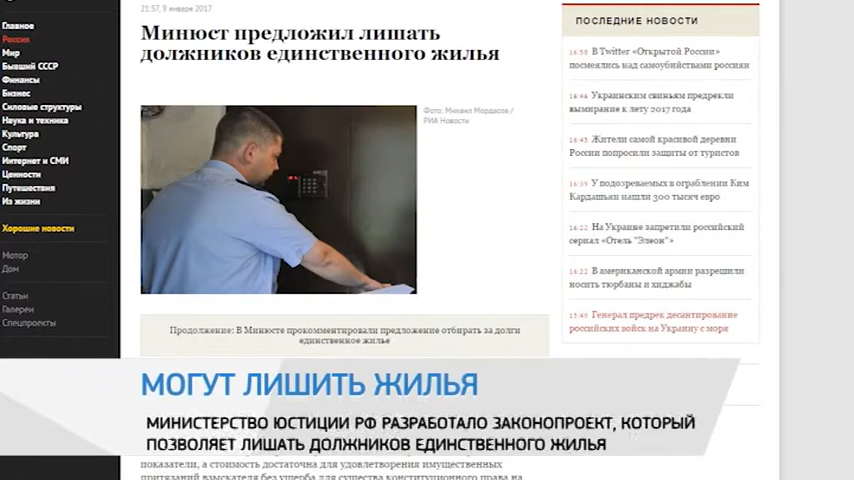 21:57, 9 января 2017
Минюст предложил лишать
должников единственного жилья
Главное
Россия
Мир
Бывший СССР
Финансы
Бизнес
Силовые структуры
Наука и техника
Культура
Спорт
Интернет и СМИ
Ценности
Путешествия
Из жизни
Хорошие новости
Мотор
Дом
Статьи
Галереи
Спецпроекты
Фото: Михаил Мордасов /
РИА Новости
Продолжение: В Минюсте прокомментировали предложение отбирать за долги
единственное жилье
ПОСЛЕДНИЕ НОВОСТИ
16:58 В Twitter «Открытой России»
посмеялись над самоубийствами россиян
16:46 Украинским свиньям предрекли
вымирание к лету 2017 года
16:45 Жители самой красивой деревни
России попросили защиты от туристов
16:39 У подозреваемых в ограблении Ким
Кардашьян нашли 300 тысяч евро
16:22 На Украине запретили российский
сериал «Отель "Элеон"»
16:22 В американской армии разрешили
носить тюрбаны и хиджабы
15:40 Генерал предрек десантирование
российских войск на Украину с моря
МОГУТ ЛИШИТЬ ЖИЛЬЯ
МИНИСТЕРСТВО ЮСТИЦИИ РФ РАЗРАБОТАЛО ЗАКОНОПРОЕКТ, КОТОРЫЙ
ПОЗВОЛЯЕТ ЛИШАТЬ ДОЛЖНИКОВ ЕДИНСТВЕННОГО ЖИЛЬЯ
показатели, а стоимость достаточна для удовлетворения имущественных
притязаний взыскателя без ущерба для существа конституционного права на